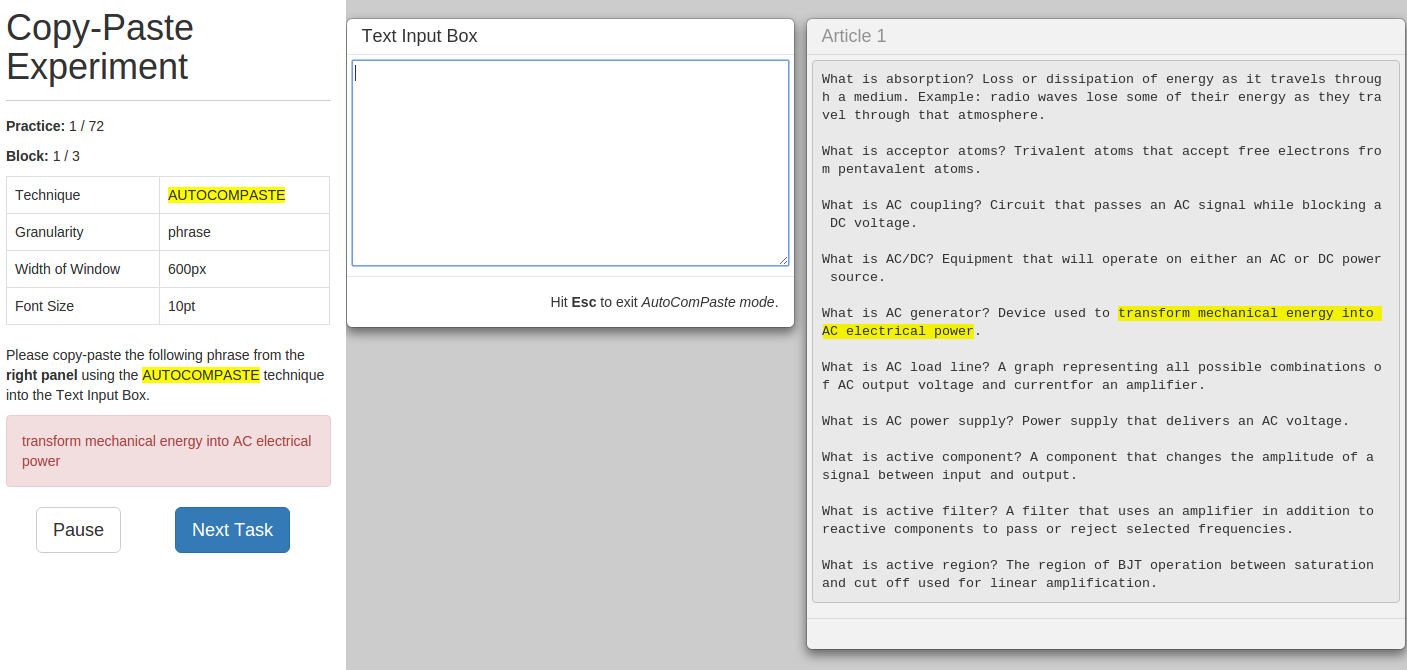 Copy-Paste
Experiment
Practice: 1 / 72
Block: 1 / 3
Technique AUTOCOMPASTE
Granularity phrase
Width of Window 600px
Font Size 10pt
Please copy-paste the following phrase from the
right panel using the AUTOCOMPASTE technique
into the Text Input Box.
transform mechanical energy into AC electrical
power
Pause Next Task
Text Input Box
Hit Esc to exit AutoComPaste mode.
Article 1
What is absorption? Loss or dissipation of energy as it travels throug
h a medium. Example: radio waves lose some of their energy as they tra
vel through that atmosphere.
What is acceptor atoms? Trivalent atoms that accept free electrons fro
m pentavalent atoms.
What is AC coupling? Circuit that passes an AC signal while blocking a
DC voltage.
What is AC/DC? Equipment that will operate on either an AC or DC power
source.
What is AC generator? Device used to transform mechanical energy into
AC electrical power.
What is AC load line? A graph representing all possible combinations o
f AC output voltage and currentfor an amplifier.
What is AC power supply? Power supply that delivers an AC voltage.
What is active component? A component that changes the amplitude of a
signal between input and output.
What is active filter? A filter that uses an amplifier in addition to
reactive components to pass or reject selected frequencies.
What is active region? The region of BJT operation between saturation
and cut off used for linear amplification.